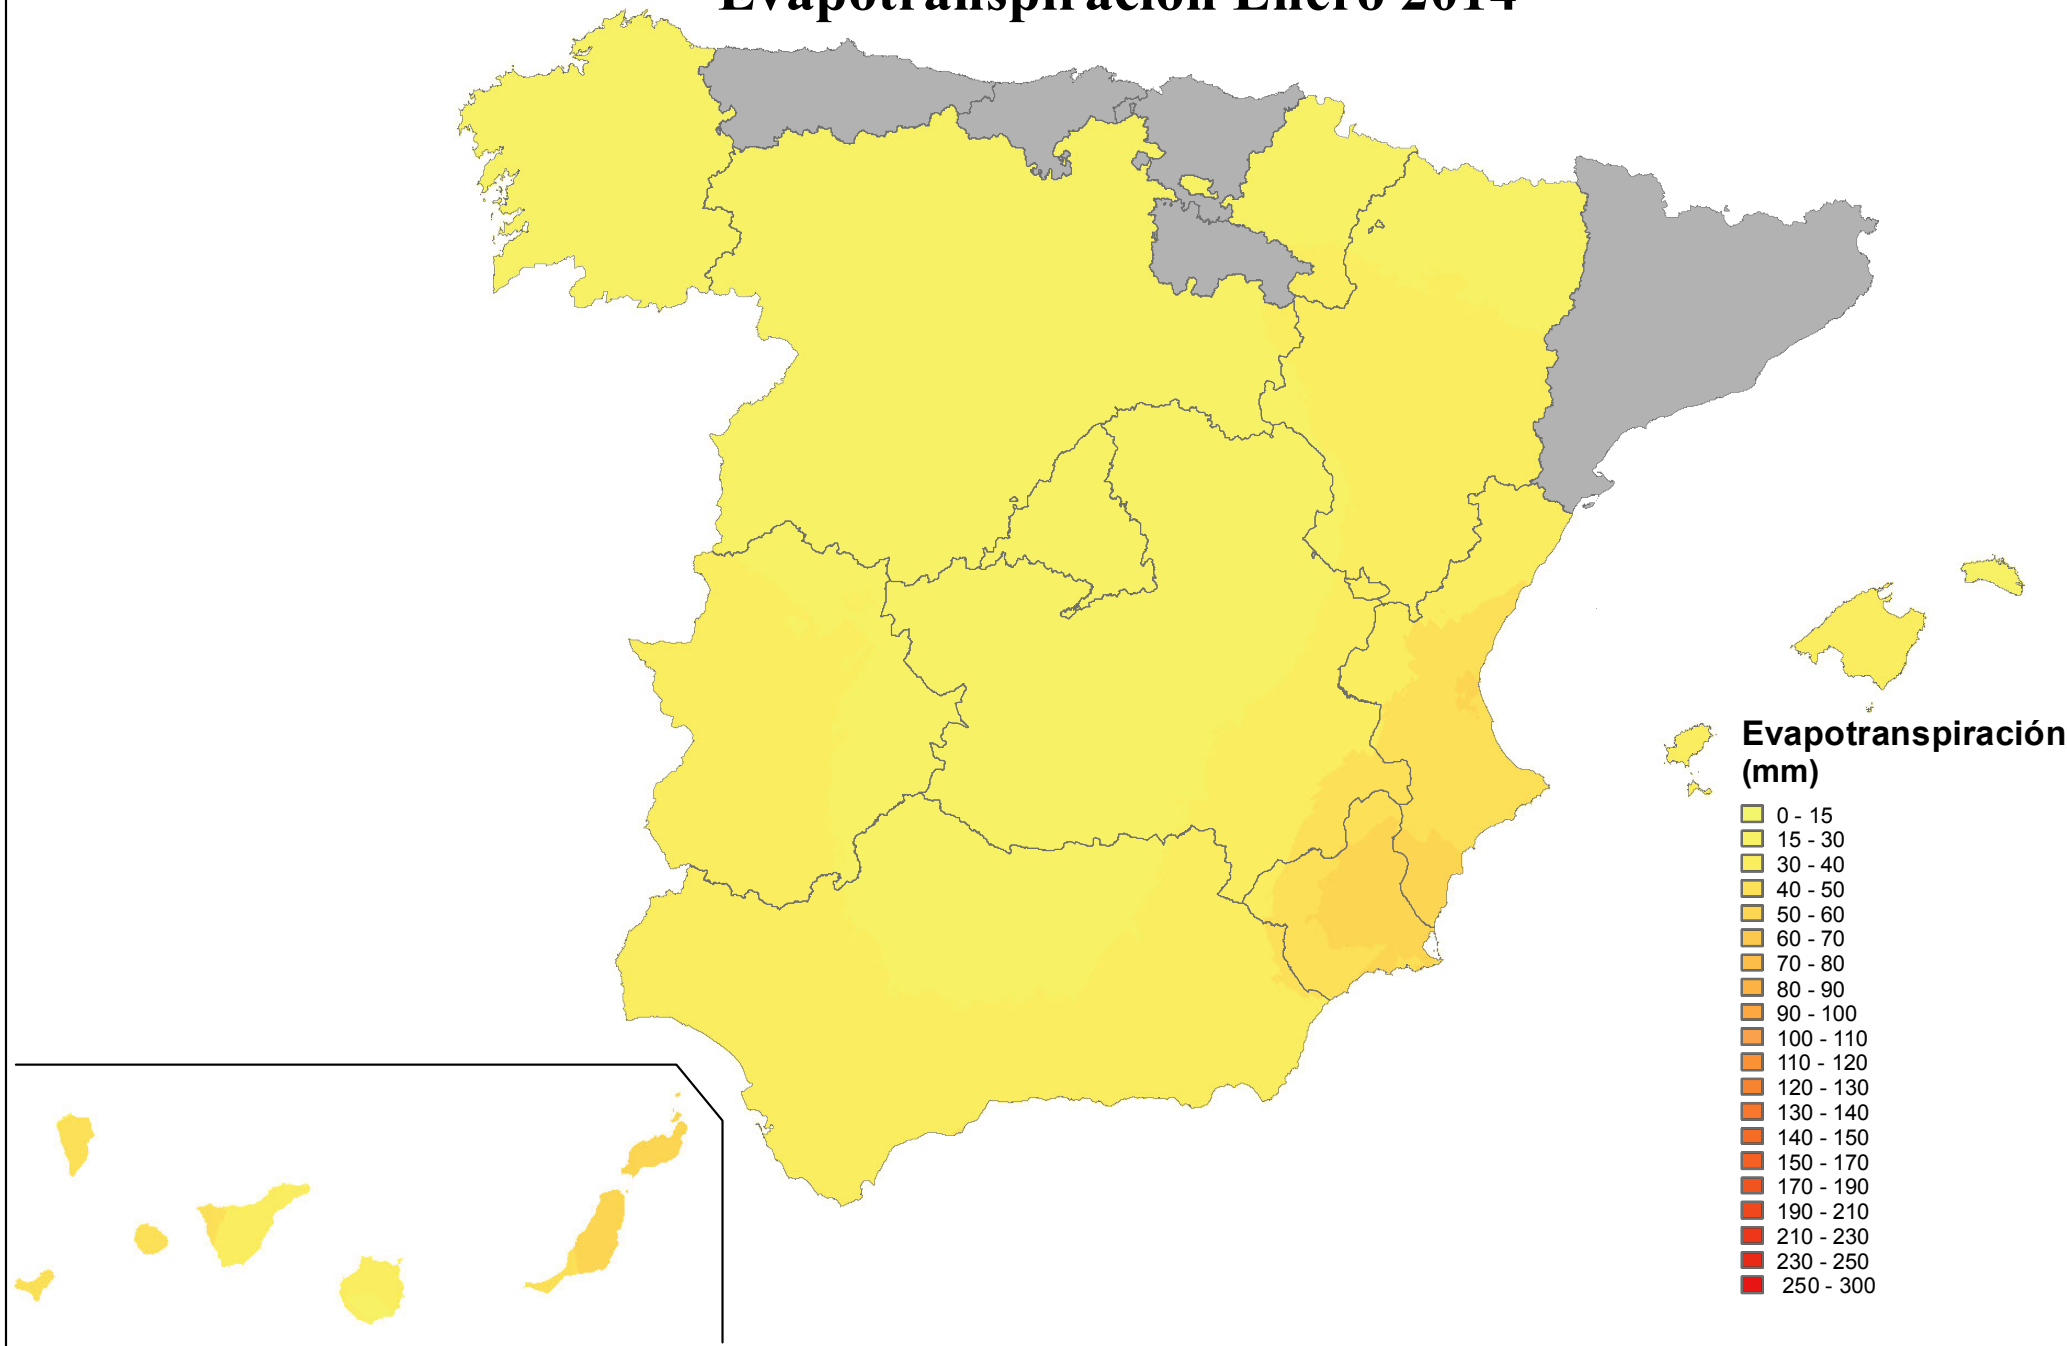 Evapotranspiración Enero 2014
Evapotranspiración
(mm)
0 - 15
15 - 30
30 - 40
40 - 50
50 - 60
60 - 70
70 - 80
80 - 90
90 - 100
100 - 110
110 - 120
120 - 130
130 - 140
140 - 150
150 - 170
170 - 190
190 - 210
210 - 230
230 - 250
250 - 300